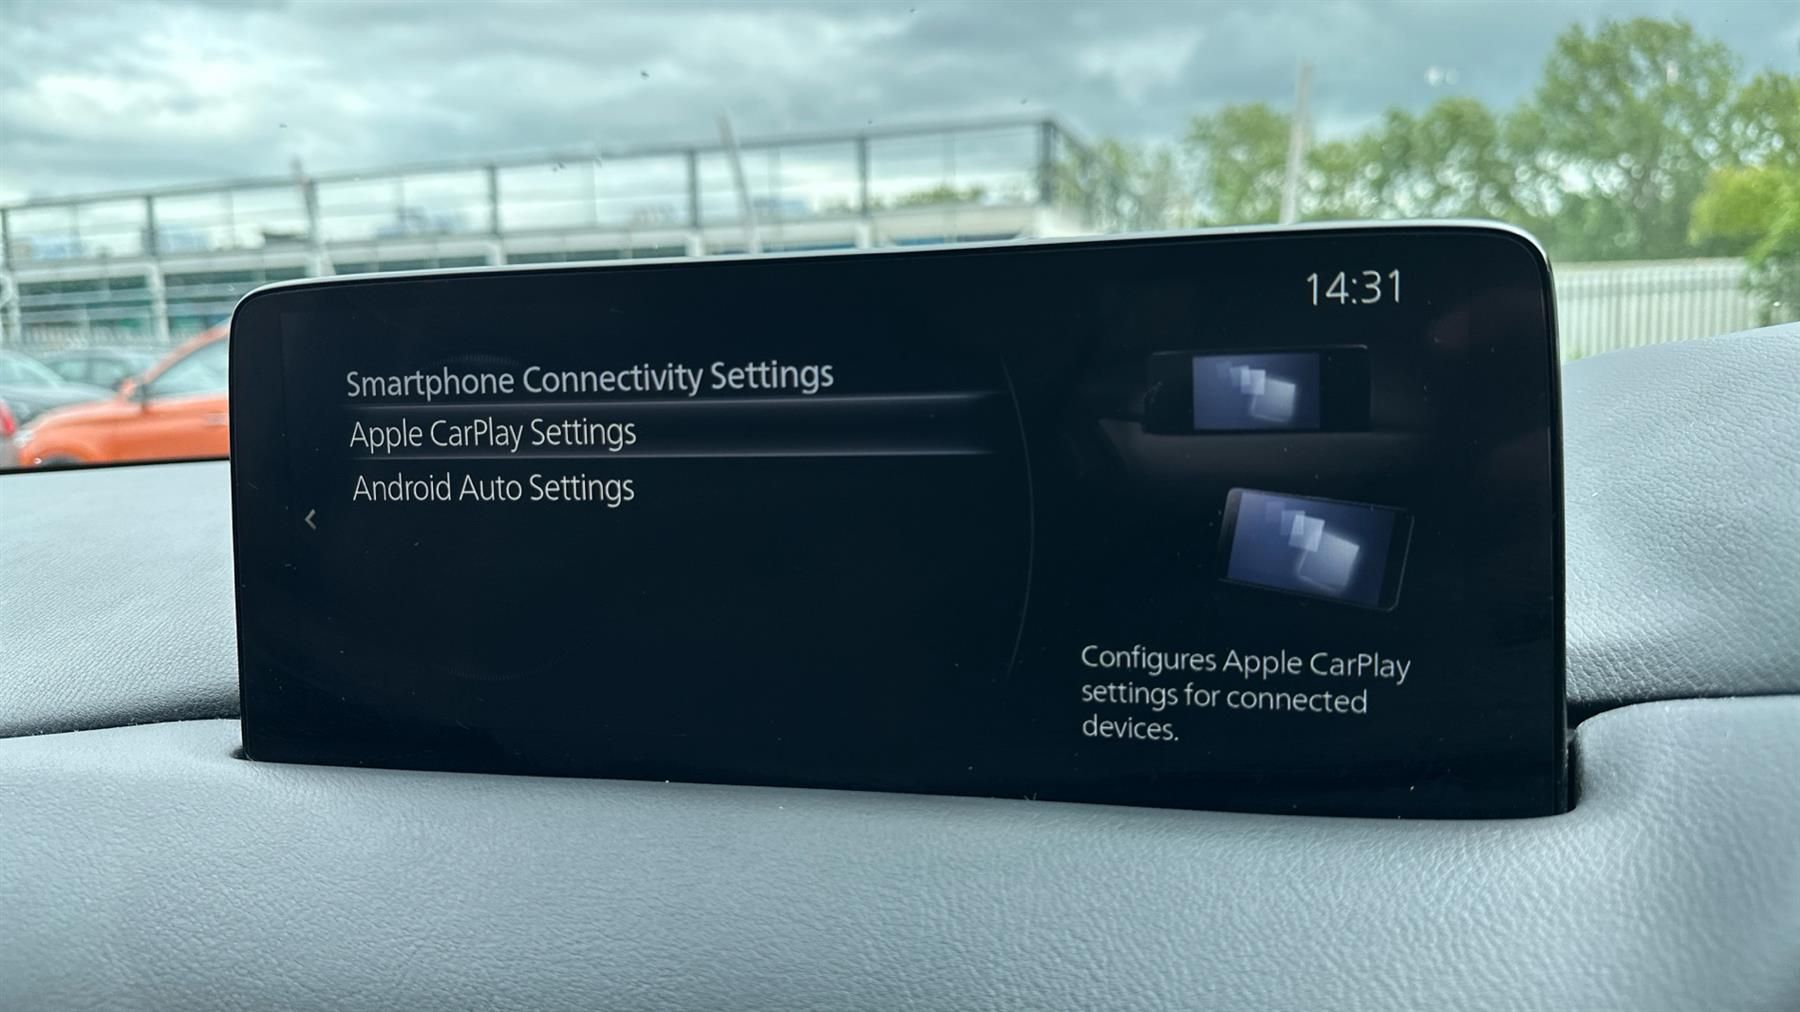 14:31
Smartphone Connectivity Settings
Apple CarPlay Settings
Android Auto Settings
Configures Apple CarPlay
settings for connected
devices.